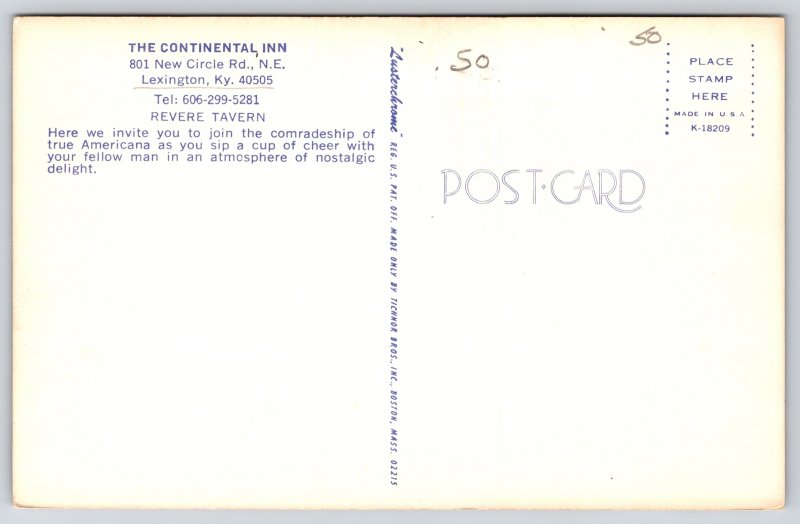 THE CONTINENTAL INN
801 New Circle Rd., N.E.
Lexington, Ky. 40505
Tel: 606-299-5281
REVERE TAVERN
Here we invite you to join the comradeship of
true Americana as you sip a cup of cheer with
your fellow man in an atmosphere of nostalgic
delight.
"Lusterchrome" REG. U.S. PAT. OFF. MADE ONLY BY TICHNOR BROS., INC., BOSTON, MASS. 02215
.50
50
POST·CARD
PLACE
STAMP
HERE
MADE IN U.S.A
K-18209